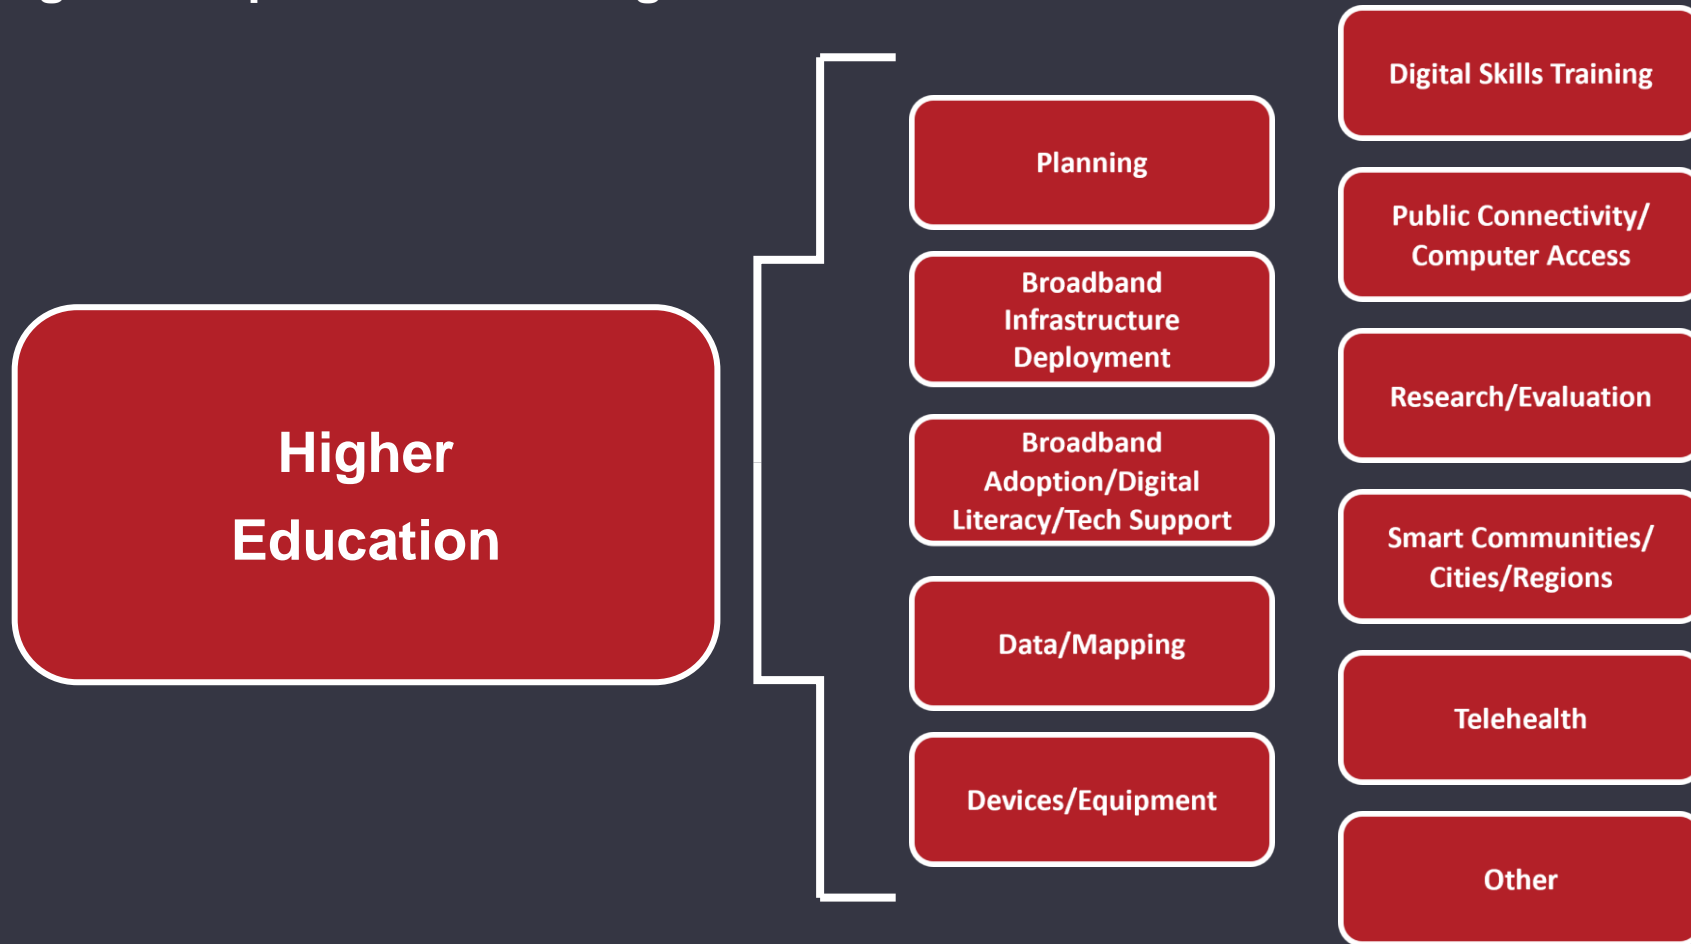 Higher
Education
Planning
Broadband
Infrastructure
Deployment
Broadband
Adoption/Digital
Literacy/Tech Support
Data/Mapping
Devices/Equipment
Digital Skills Training
Public Connectivity/
Computer Access
Research/Evaluation
Smart Communities/
Cities/Regions
Telehealth
Other